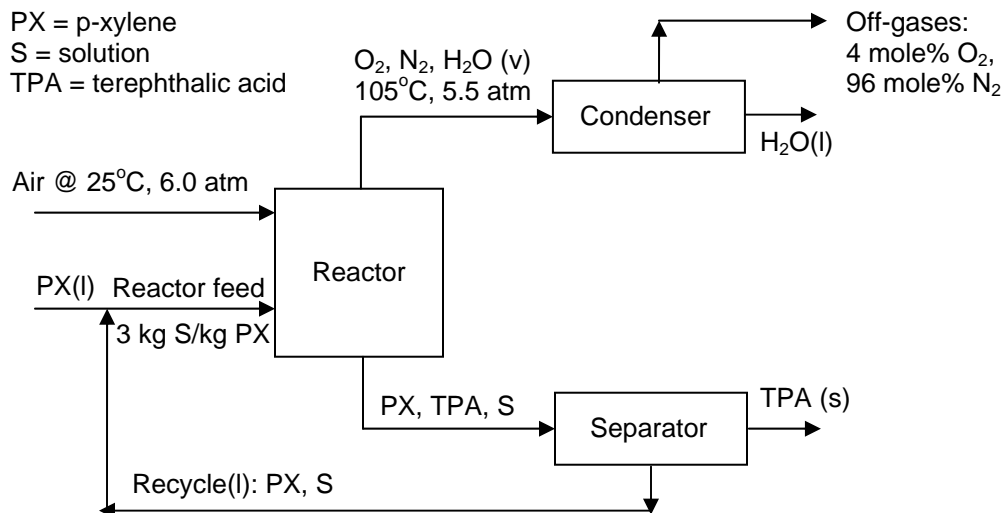 PX = p-xylene
S = solution
TPA = terephthalic acid
O₂, N₂, H₂O (v)
105°C, 5.5 atm
Condenser
Off-gases:
4 mole% O₂,
96 mole% N₂
H₂O(l)
Air @ 25°C, 6.0 atm
Reactor
PX(l)
Reactor feed
3 kg S/kg PX
PX, TPA, S
Separator
TPA (s)
Recycle(l): PX, S